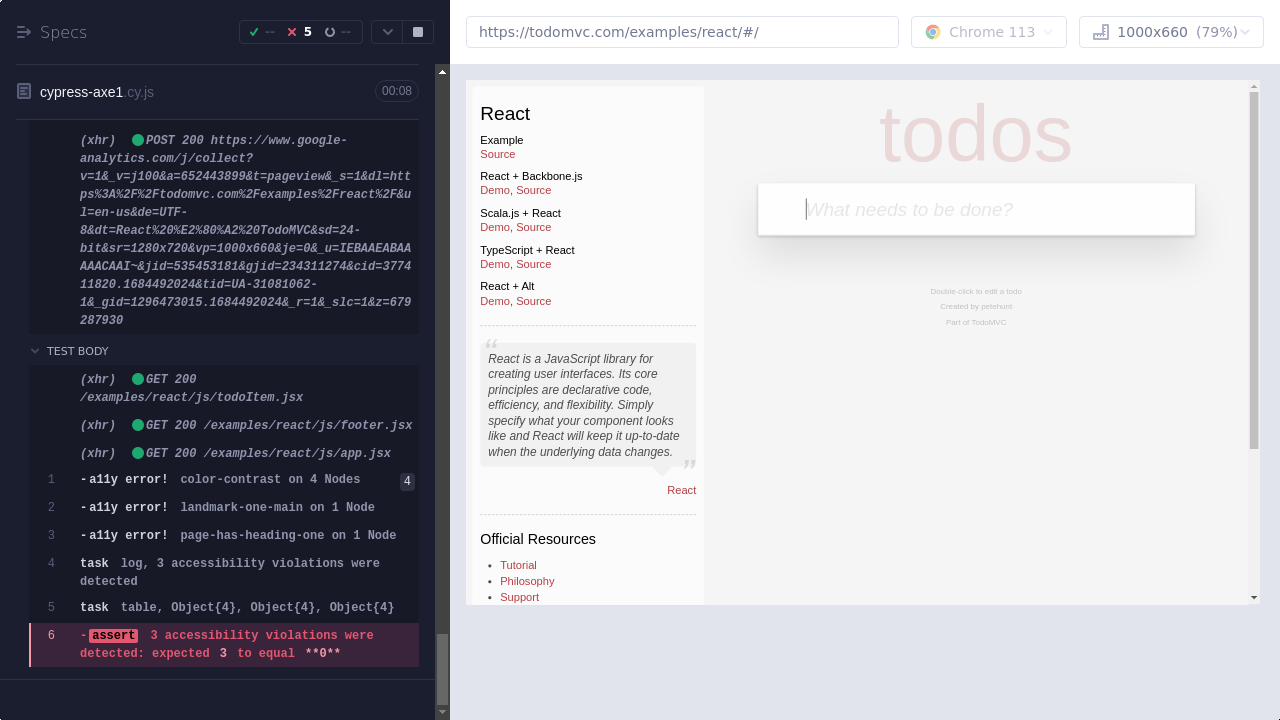 Specs
-- 5 --
cypress-axe1.cy.js 00:08
(xhr) POST 200 https://www.google-
analytics.com/j/collect?
v=1&_v=j100&a=652443899&t=pageview&_s=1&dl=htt
ps%3A%2F%2Ftodomvc.com%2Fexamples%2Freact%2F&u
l=en-us&de=UTF-
8&dt=React%20%E2%80%A2%20TodoMVC&sd=24-
bit&sr=1280x720&vp=1000x660&je=0&_u=IEBAAEABAA
AAACAAI~&jid=535453181&gjid=234311274&cid=3774
11820.1684492024&tid=UA-31081062-
1&_gid=1296473015.1684492024&_r=1&_slc=1&z=679
287930
TEST BODY
(xhr) GET 200
/examples/react/js/todoItem.jsx
(xhr) GET 200 /examples/react/js/footer.jsx
(xhr) GET 200 /examples/react/js/app.jsx
1 -a11y error! color-contrast on 4 Nodes 4
2 -a11y error! landmark-one-main on 1 Node
3 -a11y error! page-has-heading-one on 1 Node
4 task log, 3 accessibility violations were
detected
5 task table, Object{4}, Object{4}, Object{4}
6 -assert 3 accessibility violations were
detected: expected 3 to equal **0**
https://todomvc.com/examples/react/#/
Chrome 113
1000x660 (79%)
React
Example
Source
React + Backbone.js
Demo, Source
Scala.js + React
Demo, Source
TypeScript + React
Demo, Source
React + Alt
Demo, Source
“
React is a JavaScript library for
creating user interfaces. Its core
principles are declarative code,
efficiency, and flexibility. Simply
specify what your component looks
like and React will keep it up-to-date
when the underlying data changes.
”
React
Official Resources
• Tutorial
• Philosophy
• Support
todos
What needs to be done?
Double-click to edit a todo
Created by petehunt
Part of TodoMVC